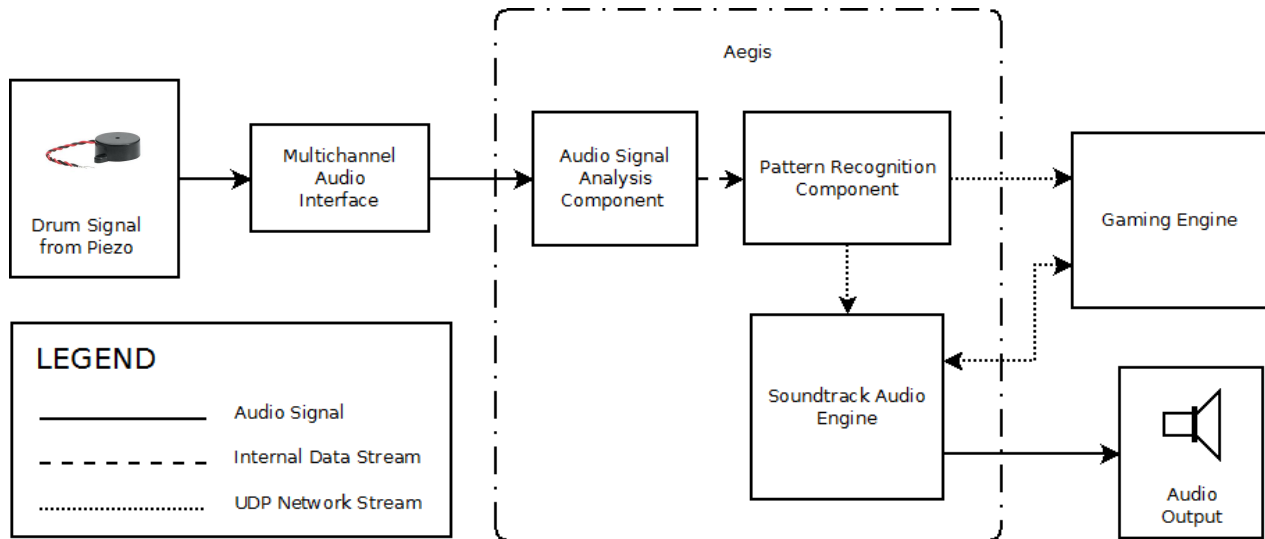 Aegis
Drum Signal
from Piezo
Multichannel
Audio
Interface
Audio Signal
Analysis
Component
Pattern Recognition
Component
Gaming Engine
Soundtrack Audio
Engine
Audio
Output
LEGEND
Audio Signal
Internal Data Stream
UDP Network Stream